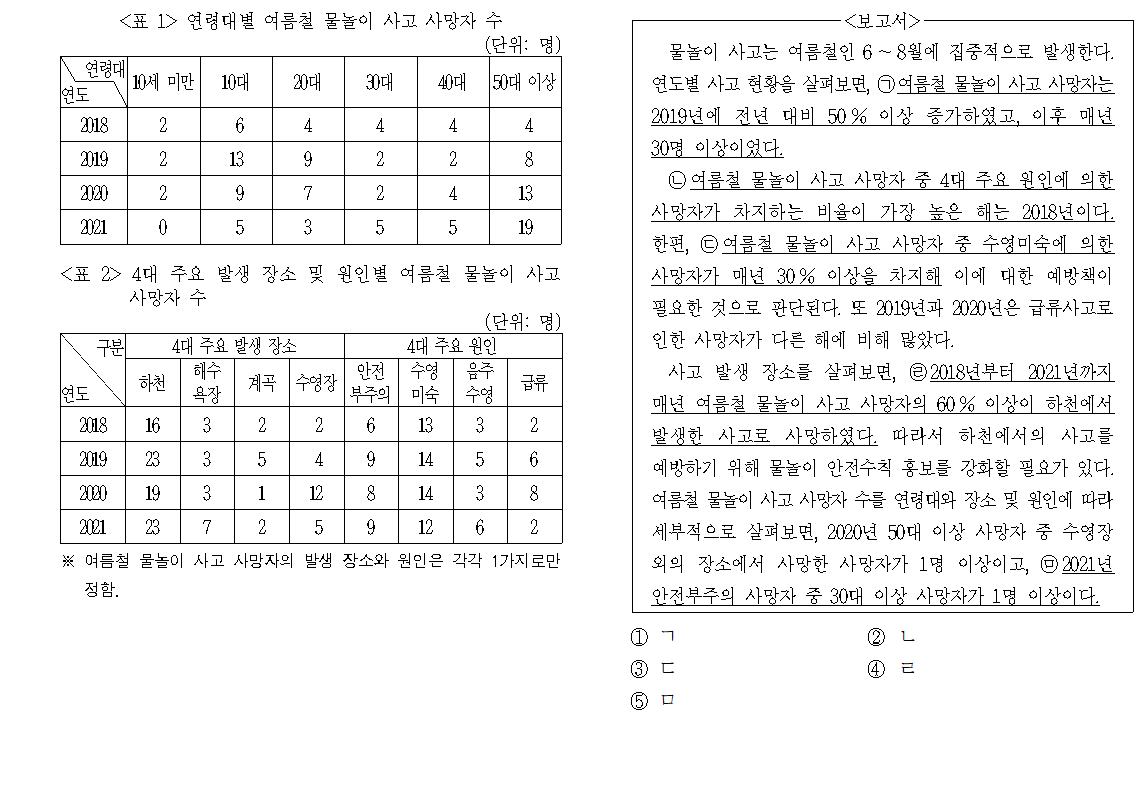 <표 1> 연령대별 여름철 물놀이 사고 사망자 수
(단위: 명)
연령대
연도
10세 미만 10대 20대 30대 40대 50대 이상
2018 2 6 4 4 4 4
2019 2 13 9 2 2 8
2020 2 9 7 2 4 13
2021 0 5 3 5 5 19
<표 2> 4대 주요 발생 장소 및 원인별 여름철 물놀이 사고
사망자 수
(단위: 명)
구분
연도
4대 주요 발생 장소 4대 주요 원인
하천 해수욕장 계곡 수영장 안전부주의 수영미숙 음주수영 급류
2018 16 3 2 2 6 13 3 2
2019 23 3 5 4 9 14 5 6
2020 19 3 1 12 8 14 3 8
2021 23 7 2 5 9 12 6 2
※ 여름철 물놀이 사고 사망자의 발생 장소와 원인은 각각 1가지로만
정함.
<보고서>
물놀이 사고는 여름철인 6～8월에 집중적으로 발생한다.
연도별 사고 현황을 살펴보면, ㉠여름철 물놀이 사고 사망자는
2019년에 전년 대비 50 % 이상 증가하였고, 이후 매년
30명 이상이었다.
㉡여름철 물놀이 사고 사망자 중 4대 주요 원인에 의한
사망자가 차지하는 비율이 가장 높은 해는 2018년이다.
한편, ㉢여름철 물놀이 사고 사망자 중 수영미숙에 의한
사망자가 매년 30 % 이상을 차지해 이에 대한 예방책이
필요한 것으로 판단된다. 또 2019년과 2020년은 급류사고로
인한 사망자가 다른 해에 비해 많았다.
사고 발생 장소를 살펴보면, ㉣2018년부터 2021년까지
매년 여름철 물놀이 사고 사망자의 60 % 이상이 하천에서
발생한 사고로 사망하였다. 따라서 하천에서의 사고를
예방하기 위해 물놀이 안전수칙 홍보를 강화할 필요가 있다.
여름철 물놀이 사고 사망자 수를 연령대와 장소 및 원인에 따라
세부적으로 살펴보면, 2020년 50대 이상 사망자 중 수영장
외의 장소에서 사망한 사망자가 1명 이상이고, ㉤2021년
안전부주의 사망자 중 30대 이상 사망자가 1명 이상이다.
① ㄱ ② ㄴ
③ ㄷ ④ ㄹ
⑤ ㅁ